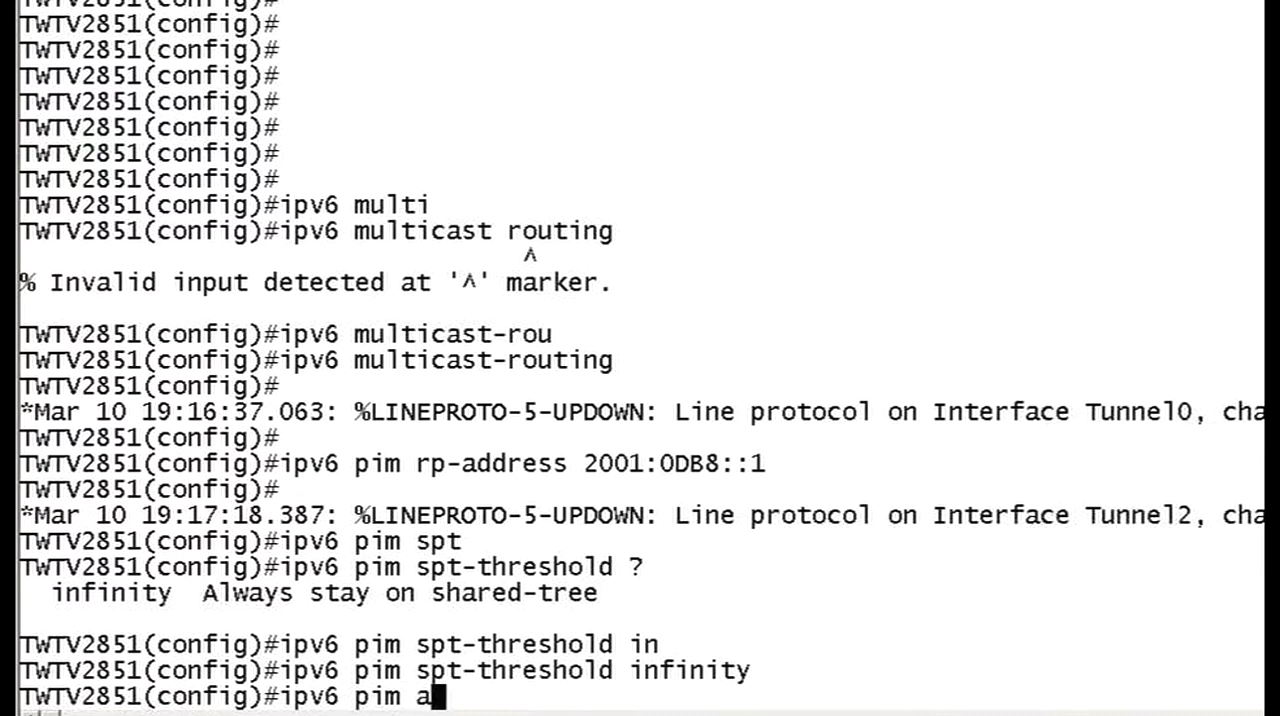 TWTV2851(config)#
TWTV2851(config)#
TWTV2851(config)#
TWTV2851(config)#
TWTV2851(config)#
TWTV2851(config)#
TWTV2851(config)#
TWTV2851(config)#
TWTV2851(config)#ipv6 multi
TWTV2851(config)#ipv6 multicast routing
^
% Invalid input detected at '^' marker.
TWTV2851(config)#ipv6 multicast-rou
TWTV2851(config)#ipv6 multicast-routing
TWTV2851(config)#
*Mar 10 19:16:37.063: %LINEPROTO-5-UPDOWN: Line protocol on Interface Tunnel0, cha
TWTV2851(config)#
TWTV2851(config)#ipv6 pim rp-address 2001:0DB8::1
TWTV2851(config)#
*Mar 10 19:17:18.387: %LINEPROTO-5-UPDOWN: Line protocol on Interface Tunnel2, cha
TWTV2851(config)#ipv6 pim spt
TWTV2851(config)#ipv6 pim spt-threshold ?
infinity Always stay on shared-tree
TWTV2851(config)#ipv6 pim spt-threshold in
TWTV2851(config)#ipv6 pim spt-threshold infinity
TWTV2851(config)#ipv6 pim a